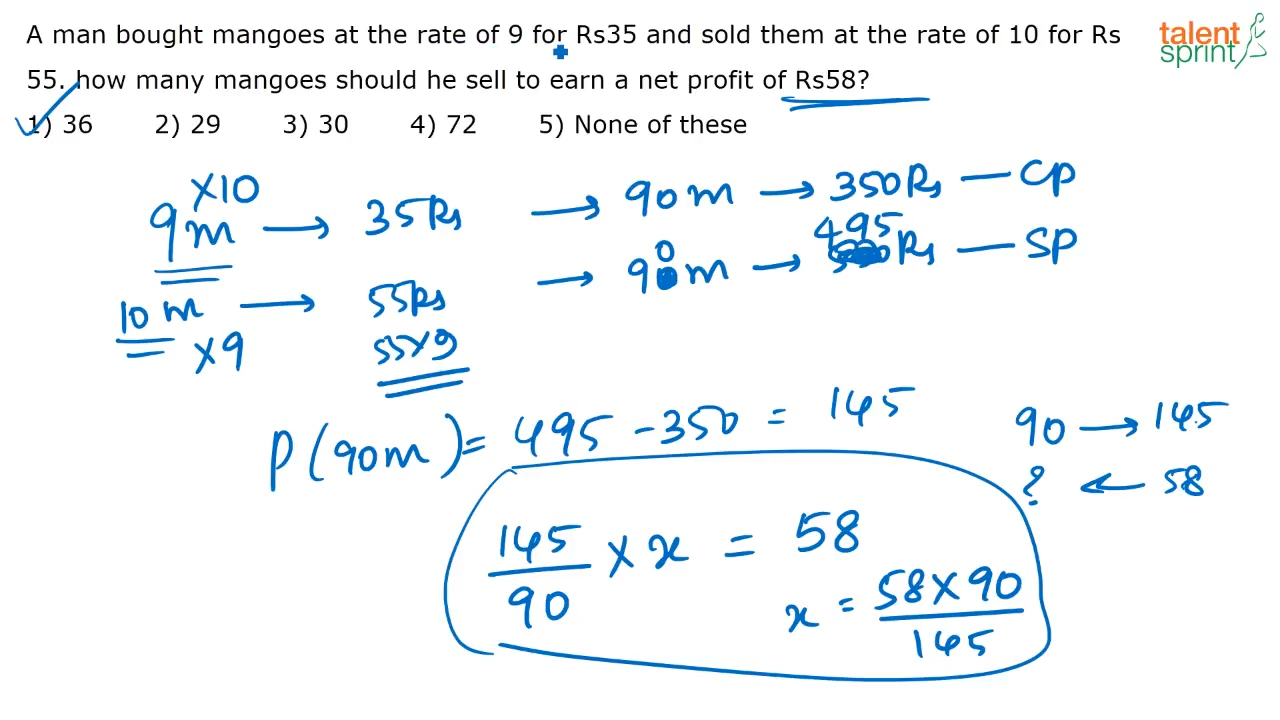 A man bought mangoes at the rate of 9 for Rs35 and sold them at the rate of 10 for Rs
55. how many mangoes should he sell to earn a net profit of Rs58?
talent
sprint
1) 36 2) 29 3) 30 4) 72 5) None of these
×10
9m → 35Rs → 90m → 350Rs — CP
495
10m → 55Rs → 90m → Rs — SP
0
×9 55×9
P(90m) = 495 - 350 = 145
90 → 145
? ← 58
145/90 × x = 58
x = 58×90/145